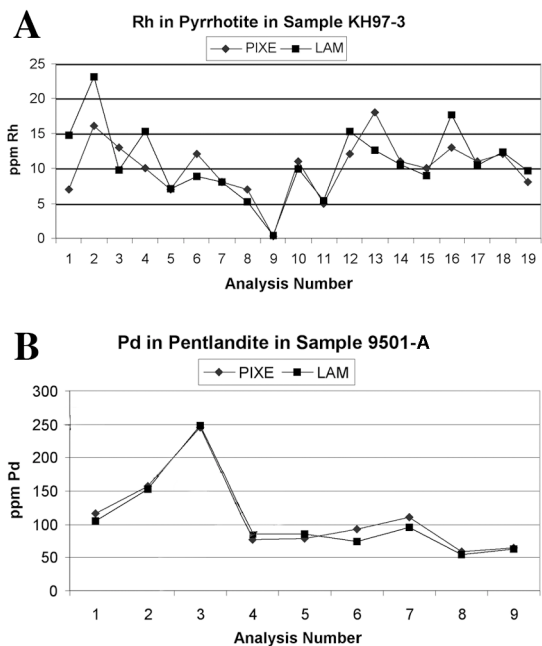 A
Rh in Pyrrhotite in Sample KH97-3
PIXE LAM
25
20
15
10
5
0
ppm Rh
1 2 3 4 5 6 7 8 9 10 11 12 13 14 15 16 17 18 19
Analysis Number
B
Pd in Pentlandite in Sample 9501-A
PIXE LAM
300
250
200
150
100
50
0
ppm Pd
1 2 3 4 5 6 7 8 9
Analysis Number